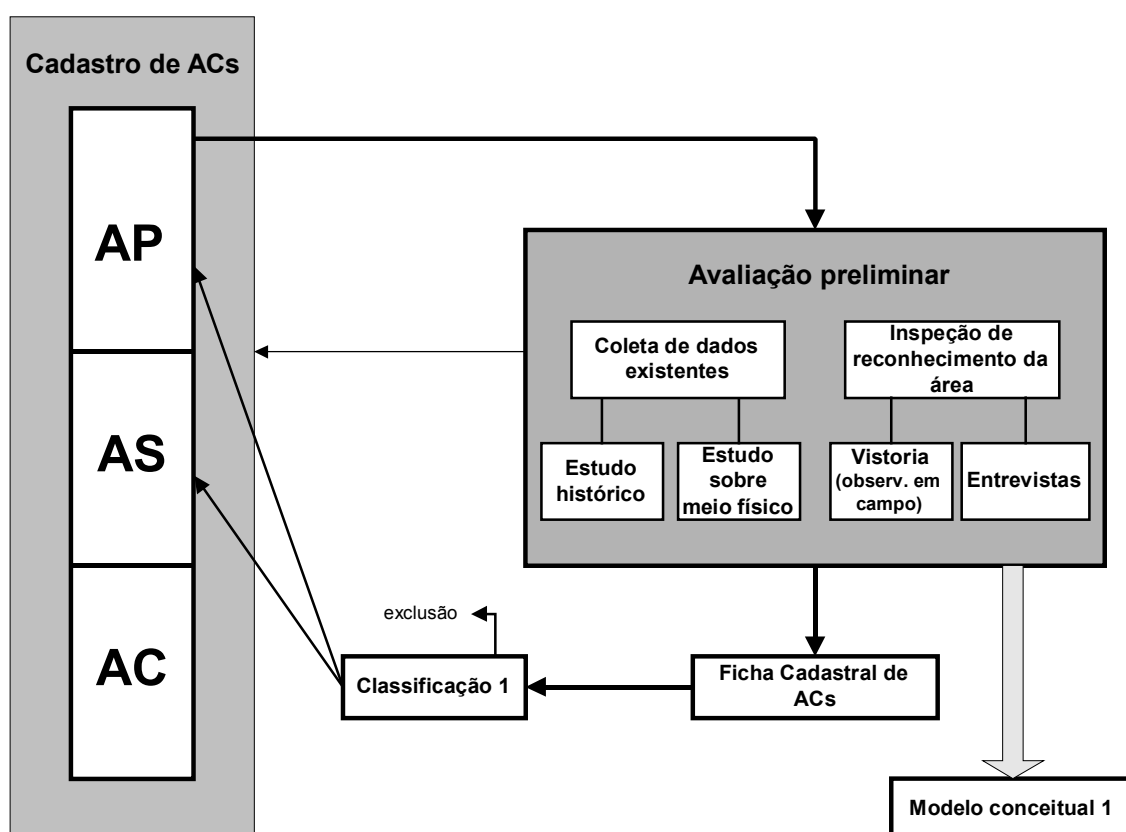 Cadastro de ACs
AP
AS
AC
Avaliação preliminar
Coleta de dados
existentes
Inspeção de
reconhecimento da
área
Estudo
histórico
Estudo
sobre
meio físico
Vistoria
(observ. em
campo)
Entrevistas
exclusão
Classificação 1
Ficha Cadastral de
ACs
Modelo conceitual 1